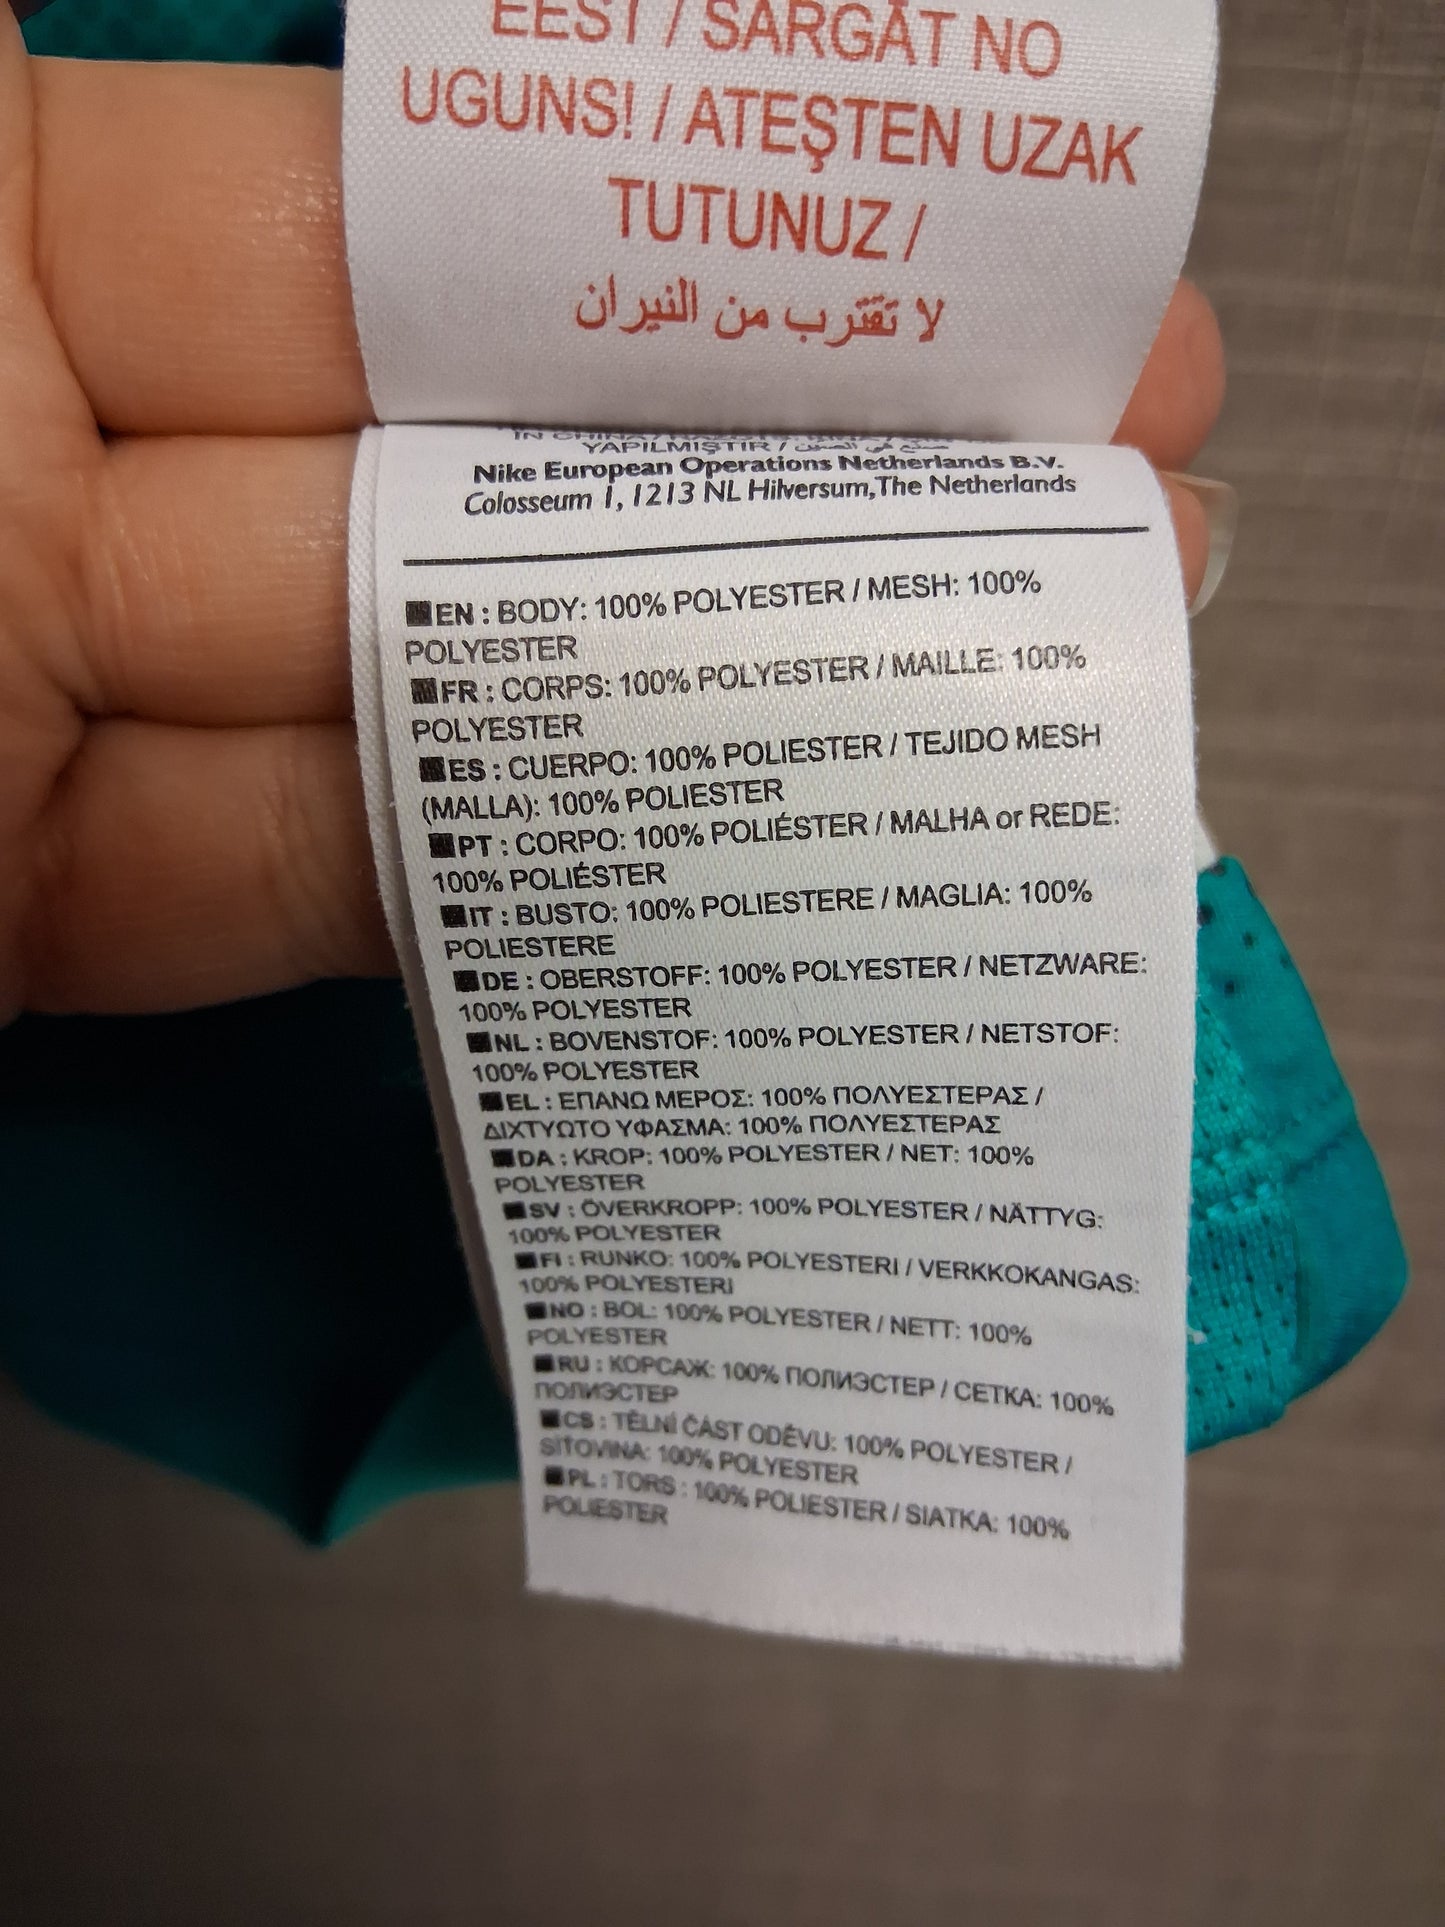 EEST / SARGĀT NO
UGUNS! / ATEŞTEN UZAK
TUTUNUZ /
لا تقترب من النيران
IN CHINA /
YAPILMIŞTIR / صنع في الصين
Nike European Operations Netherlands B.V.
Colosseum 1, 1213 NL Hilversum,The Netherlands
EN : BODY: 100% POLYESTER / MESH: 100%
POLYESTER
FR : CORPS: 100% POLYESTER / MAILLE: 100%
POLYESTER
ES : CUERPO: 100% POLIESTER / TEJIDO MESH
(MALLA): 100% POLIESTER
PT : CORPO: 100% POLIÉSTER / MALHA or REDE:
100% POLIÉSTER
IT : BUSTO: 100% POLIESTERE / MAGLIA: 100%
POLIESTERE
DE : OBERSTOFF: 100% POLYESTER / NETZWARE:
100% POLYESTER
NL : BOVENSTOF: 100% POLYESTER / NETSTOF:
100% POLYESTER
EL : ΕΠΑΝΩ ΜΕΡΟΣ: 100% ΠΟΛΥΕΣΤΕΡΑΣ /
ΔΙΧΤΥΩΤΟ ΥΦΑΣΜΑ: 100% ΠΟΛΥΕΣΤΕΡΑΣ
DA : KROP: 100% POLYESTER / NET: 100%
POLYESTER
SV : ÖVERKROPP: 100% POLYESTER / NÄTTYG:
100% POLYESTER
FI : RUNKO: 100% POLYESTERI / VERKKOKANGAS:
100% POLYESTERI
NO : BOL: 100% POLYESTER / NETT: 100%
POLYESTER
RU : КОРСАЖ: 100% ПОЛИЭСТЕР / СЕТКА: 100%
ПОЛИЭСТЕР
CS : TĚLNÍ ČÁST ODĚVU: 100% POLYESTER /
SÍŤOVINA: 100% POLYESTER
PL : TORS : 100% POLIESTER / SIATKA: 100%
POLIESTER